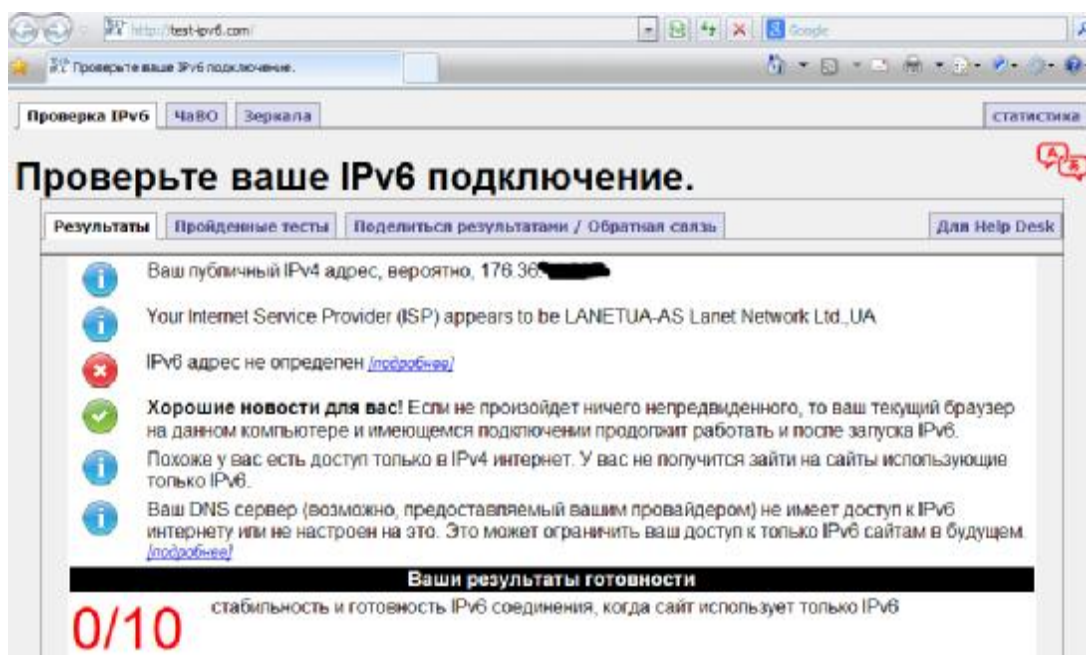 http://test-ipv6.com/
Google
Проверьте ваше IPv6 подключение.
Проверка IPv6 ЧаВО Зеркала статистика
Проверьте ваше IPv6 подключение.
Результаты Пройденные тесты Поделиться результатами / Обратная связь Для Help Desk
Ваш публичный IPv4 адрес, вероятно, 176.36.
Your Internet Service Provider (ISP) appears to be LANETUA-AS Lanet Network Ltd.,UA
IPv6 адрес не определен [подробнее]
Хорошие новости для вас! Если не произойдет ничего непредвиденного, то ваш текущий браузер
на данном компьютере и имеющемся подключении продолжит работать и после запуска IPv6.
Похоже у вас есть доступ только в IPv4 интернет. У вас не получится зайти на сайты использующие
только IPv6.
Ваш DNS сервер (возможно, предоставляемый вашим провайдером) не имеет доступ к IPv6
интернету или не настроен на это. Это может ограничить ваш доступ к только IPv6 сайтам в будущем.
[подробнее]
Ваши результаты готовности
0/10 стабильность и готовность IPv6 соединения, когда сайт использует только IPv6